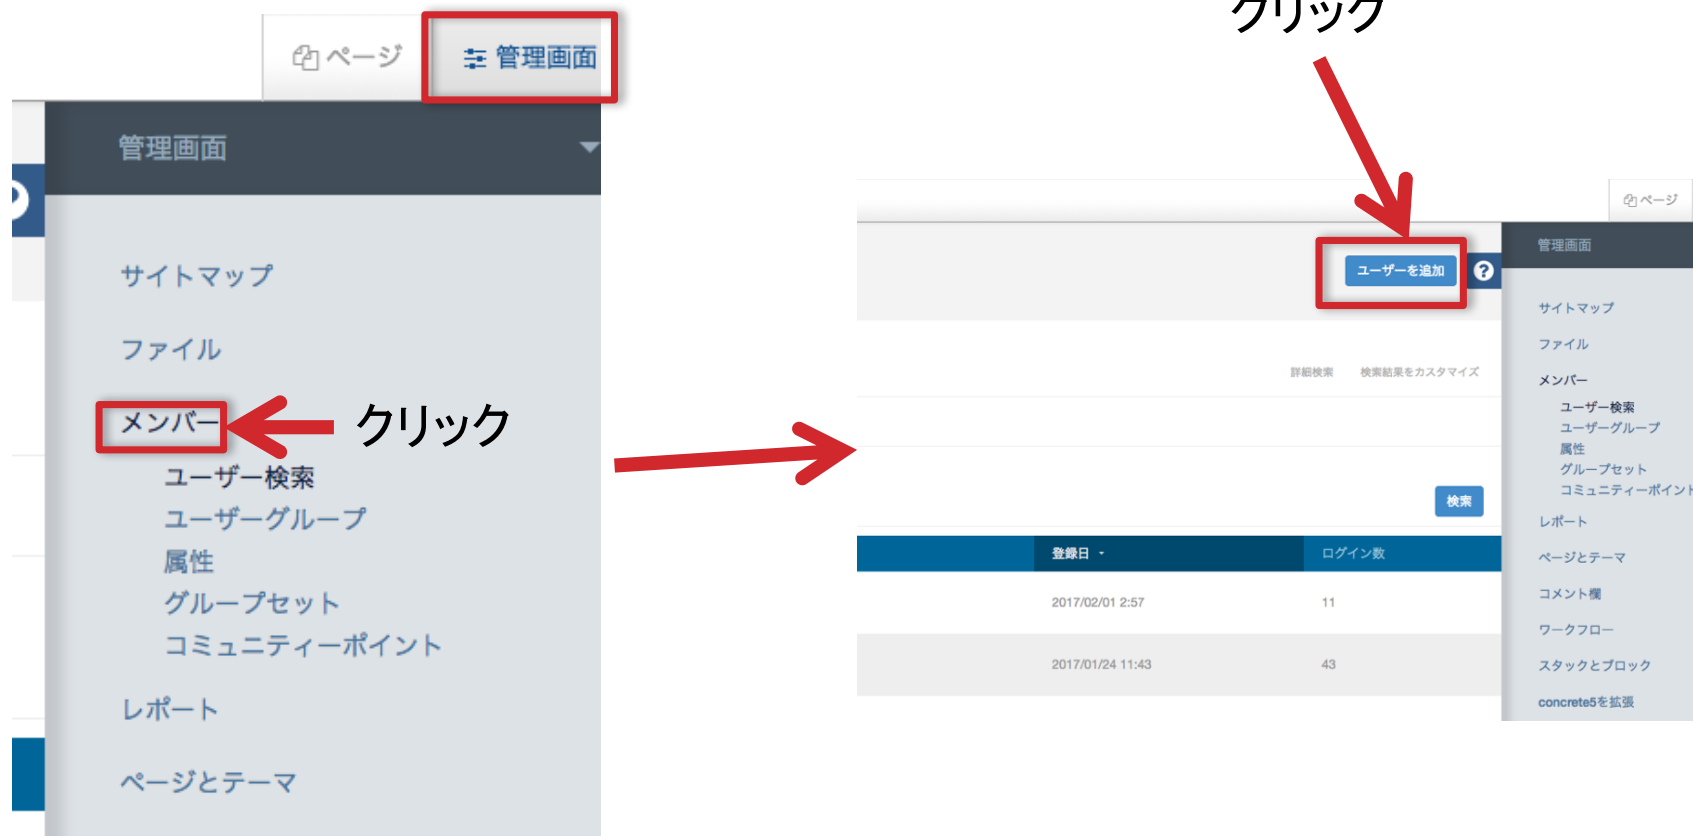 ページ
管理画面
管理画面
サイトマップ
ファイル
メンバー
クリック
ユーザー検索
ユーザーグループ
属性
グループセット
コミュニティーポイント
レポート
ページとテーマ
クリック
ページ
管理画面
ユーザーを追加
?
サイトマップ
ファイル
詳細検索 検索結果をカスタマイズ
メンバー
ユーザー検索
ユーザーグループ
属性
グループセット
コミュニティーポイント
検索
レポート
登録日 ログイン数
ページとテーマ
2017/02/01 2:57 11
コメント欄
ワークフロー
2017/01/24 11:43 43
スタックとブロック
concrete5を拡張